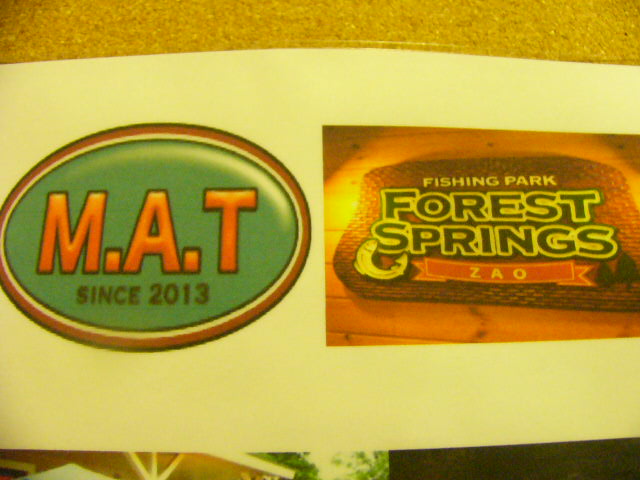 M.A.T
SINCE 2013
FISHING PARK
FOREST
SPRINGS
ZAO